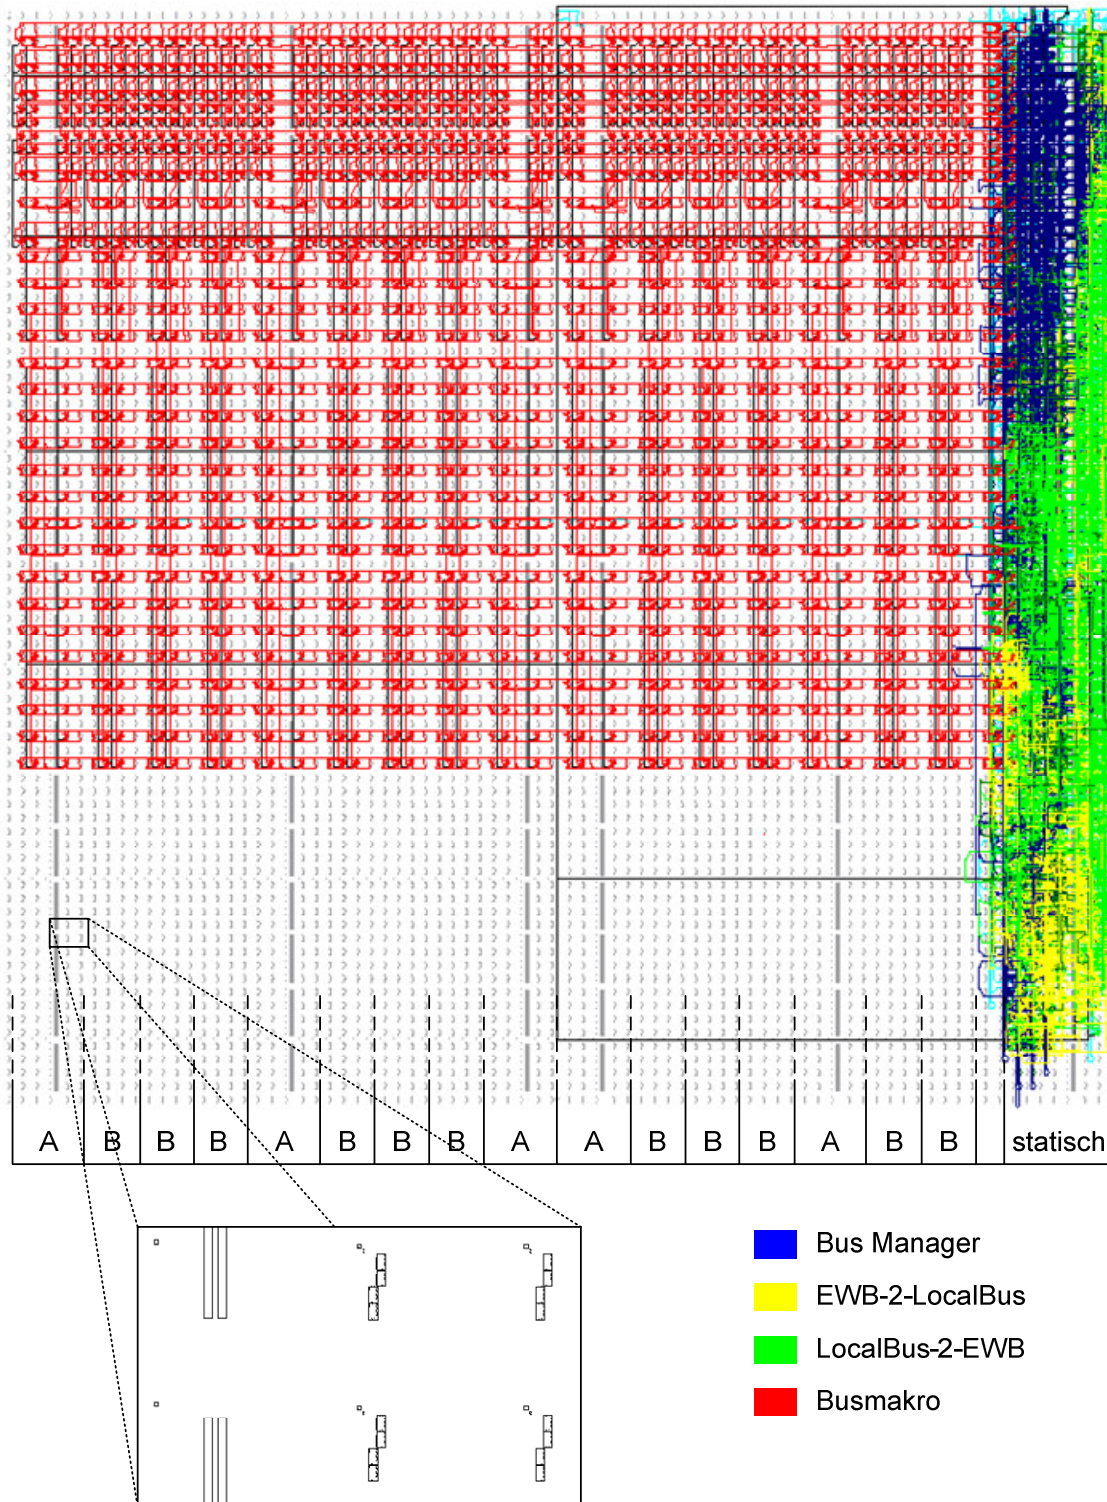 A B B B A B B B A A B B B A B B statisch
Bus Manager
EWB-2-LocalBus
LocalBus-2-EWB
Busmakro